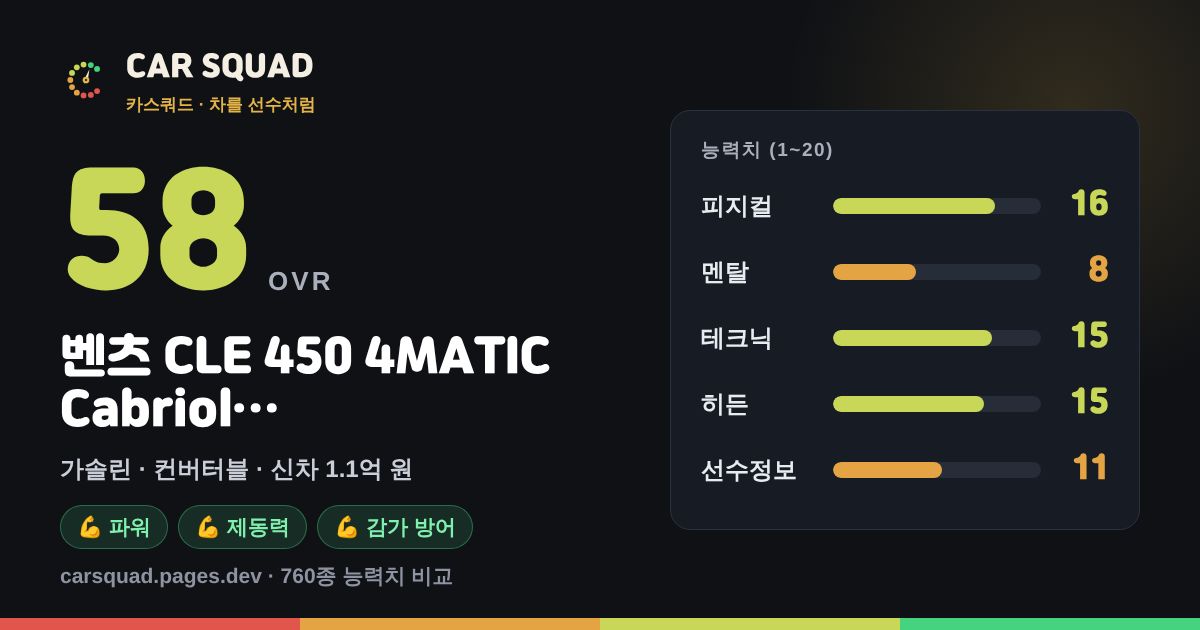 CAR SQUAD
카스쿼드 · 차를 선수처럼
58 OVR
벤츠 CLE 450 4MATIC
Cabriol…
가솔린 · 컨버터블 · 신차 1.1억 원
💪 파워 💪 제동력 💪 감가 방어
carsquad.pages.dev · 760종 능력치 비교
능력치 (1~20)
피지컬 16
멘탈 8
테크닉 15
히든 15
선수정보 11